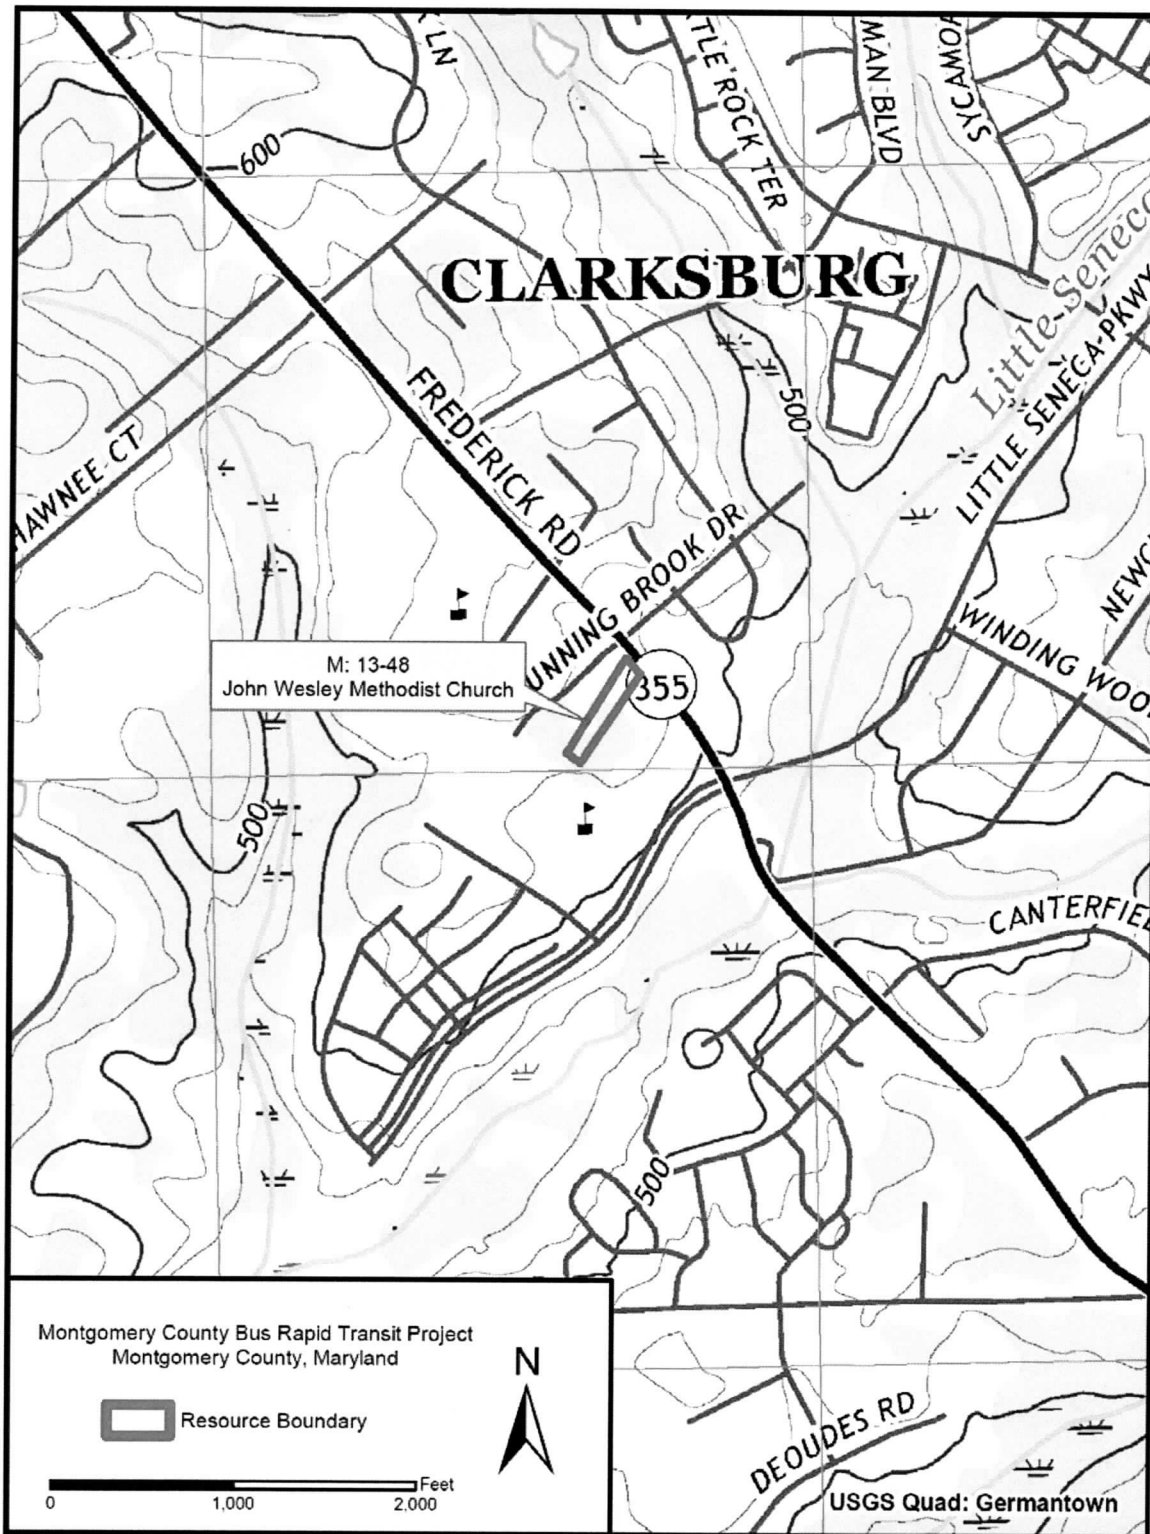 LN
TLE ROCK TER
MAN BLVD
SYCAMOR
600
CLARKSBURG
Little Seneca
LITTLE SENECA PKWY
FREDERICK RD
500
HAWNEE CT
UNNING BROOK DR
NEWC
WINDING WOO
M: 13-48
John Wesley Methodist Church
355
500
CANTERFIE
500
Montgomery County Bus Rapid Transit Project
Montgomery County, Maryland
N
Resource Boundary
Feet
0 1,000 2,000
DEOUDES RD
USGS Quad: Germantown